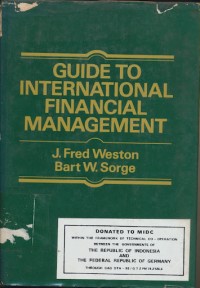 GUIDE TO
INTERNATIONAL
FINANCIAL
MANAGEMENT
J. Fred Weston
Bart W. Sorge
DONATED TO MIDC
WITHIN THE FRAMEWORK OF TECHNICAL CO-OPERATION
BETWEEN THE GOVERNMENTS OF
THE REPUBLIC OF INDONESIA
AND
THE FEDERAL REPUBLIC OF GERMANY
THROUGH